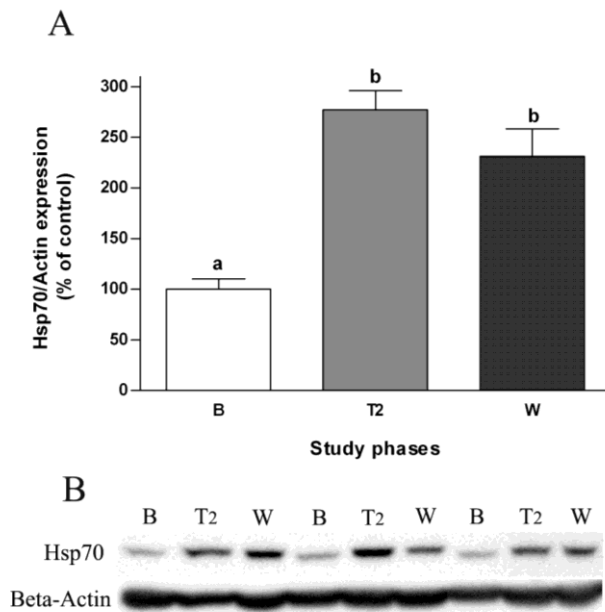 A
Hsp70/Actin expression
(% of control)
300
250
200
150
100
50
0
a
b
b
B T2 W
Study phases
B
B T2 W B T2 W B T2 W
Hsp70
Beta-Actin